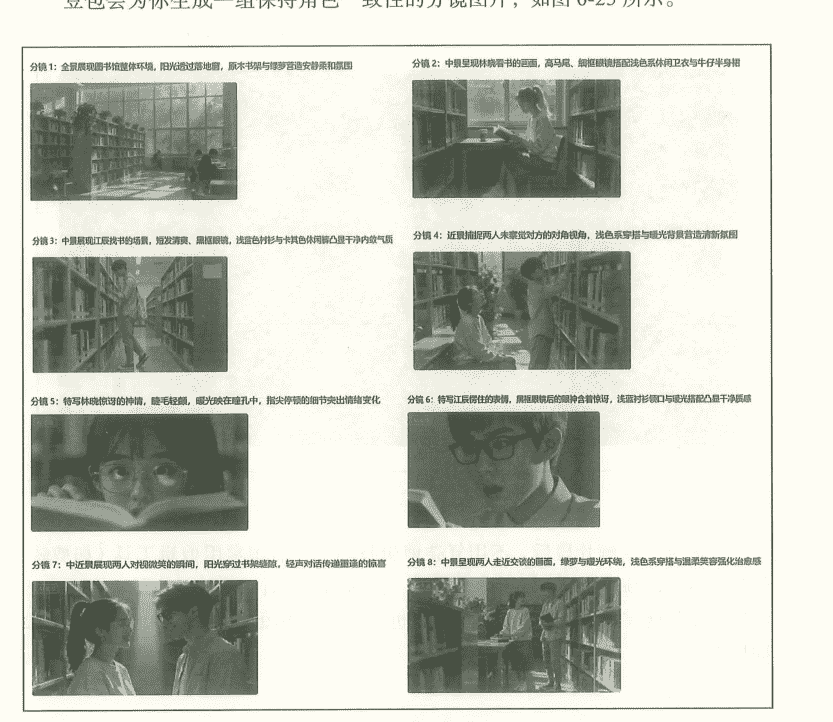 豆包会为你生成一组保持角色一致性的分镜图片，如图 6-25 所示。
分镜 1：全景展现图书馆整体环境，阳光透过落地窗，原木书架与绿萝营造安静柔和氛围
分镜 2：中景呈现林晓看书的画面，高马尾、细框眼镜搭配浅色系休闲卫衣与牛仔半身裙
分镜 3：中景展现江辰找书的场景，短发清爽、黑框眼镜，浅蓝色衬衫与卡其色休闲裤凸显干净内敛气质
分镜 4：近景捕捉两人未察觉对方的对角视角，浅色系穿搭与暖光背景营造清新氛围
分镜 5：特写林晓惊讶的神情，睫毛轻颤，暖光映在瞳孔中，指尖停顿的细节突出情绪变化
分镜 6：特写江辰愣住的表情，黑框眼镜后的眼神含着惊讶，浅蓝衬衫领口与暖光搭配凸显干净质感
分镜 7：中近景展现两人对视微笑的瞬间，阳光穿过书架缝隙，轻声对话传递重逢的惊喜
分镜 8：中景呈现两人走近交谈的画面，绿萝与暖光环绕，浅色系穿搭与温柔笑容强化治愈感